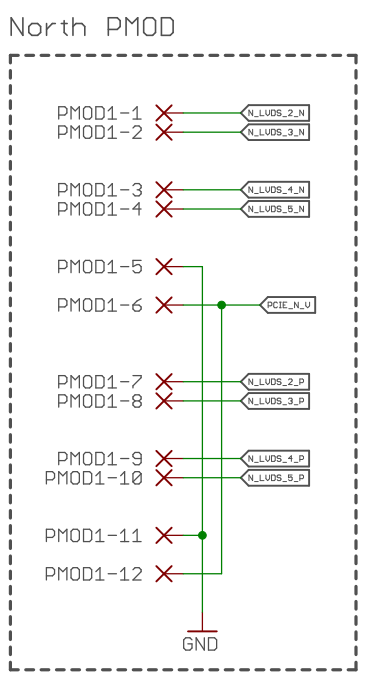 North PMOD
PMOD1-1 N_LVDS_2_N
PMOD1-2 N_LVDS_3_N
PMOD1-3 N_LVDS_4_N
PMOD1-4 N_LVDS_5_N
PMOD1-5
PMOD1-6 PCIE_N_V
PMOD1-7 N_LVDS_2_P
PMOD1-8 N_LVDS_3_P
PMOD1-9 N_LVDS_4_P
PMOD1-10 N_LVDS_5_P
PMOD1-11
PMOD1-12
GND